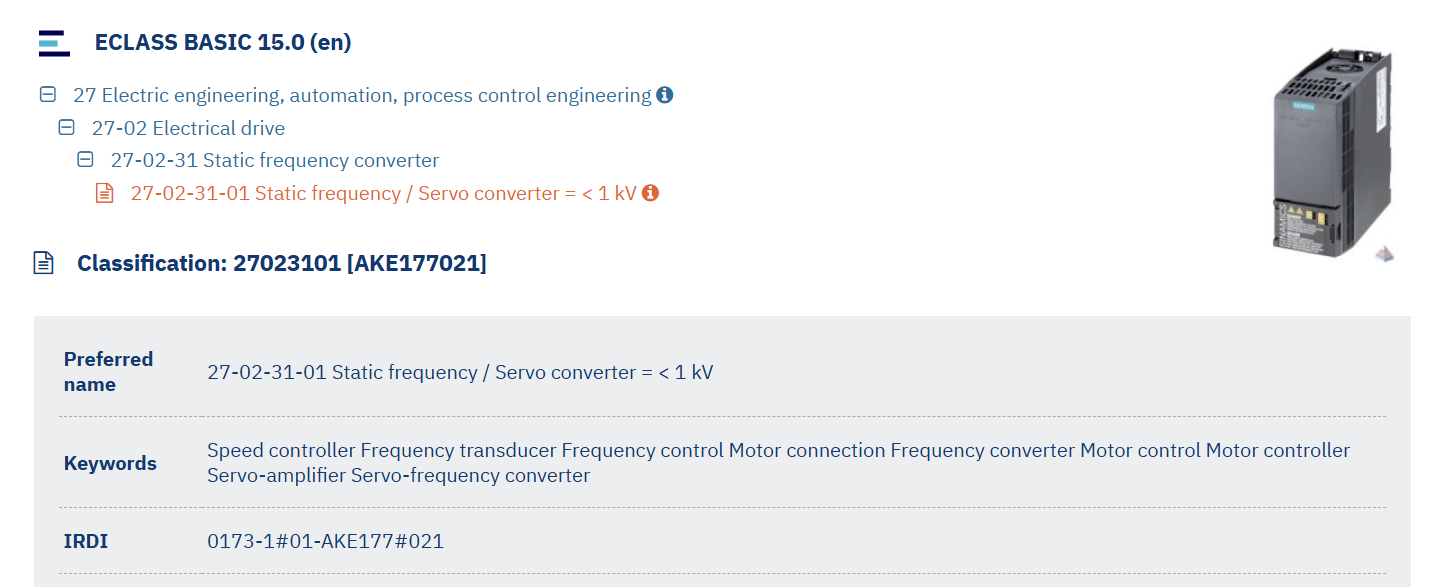 ECLASS BASIC 15.0 (en)
27 Electric engineering, automation, process control engineering
27-02 Electrical drive
27-02-31 Static frequency converter
27-02-31-01 Static frequency / Servo converter = < 1 kV
SIEMENS
SINAMICS
Classification: 27023101 [AKE177021]
Preferred
name
27-02-31-01 Static frequency / Servo converter = < 1 kV
Keywords
Speed controller Frequency transducer Frequency control Motor connection Frequency converter Motor control Motor controller
Servo-amplifier Servo-frequency converter
IRDI
0173-1#01-AKE177#021